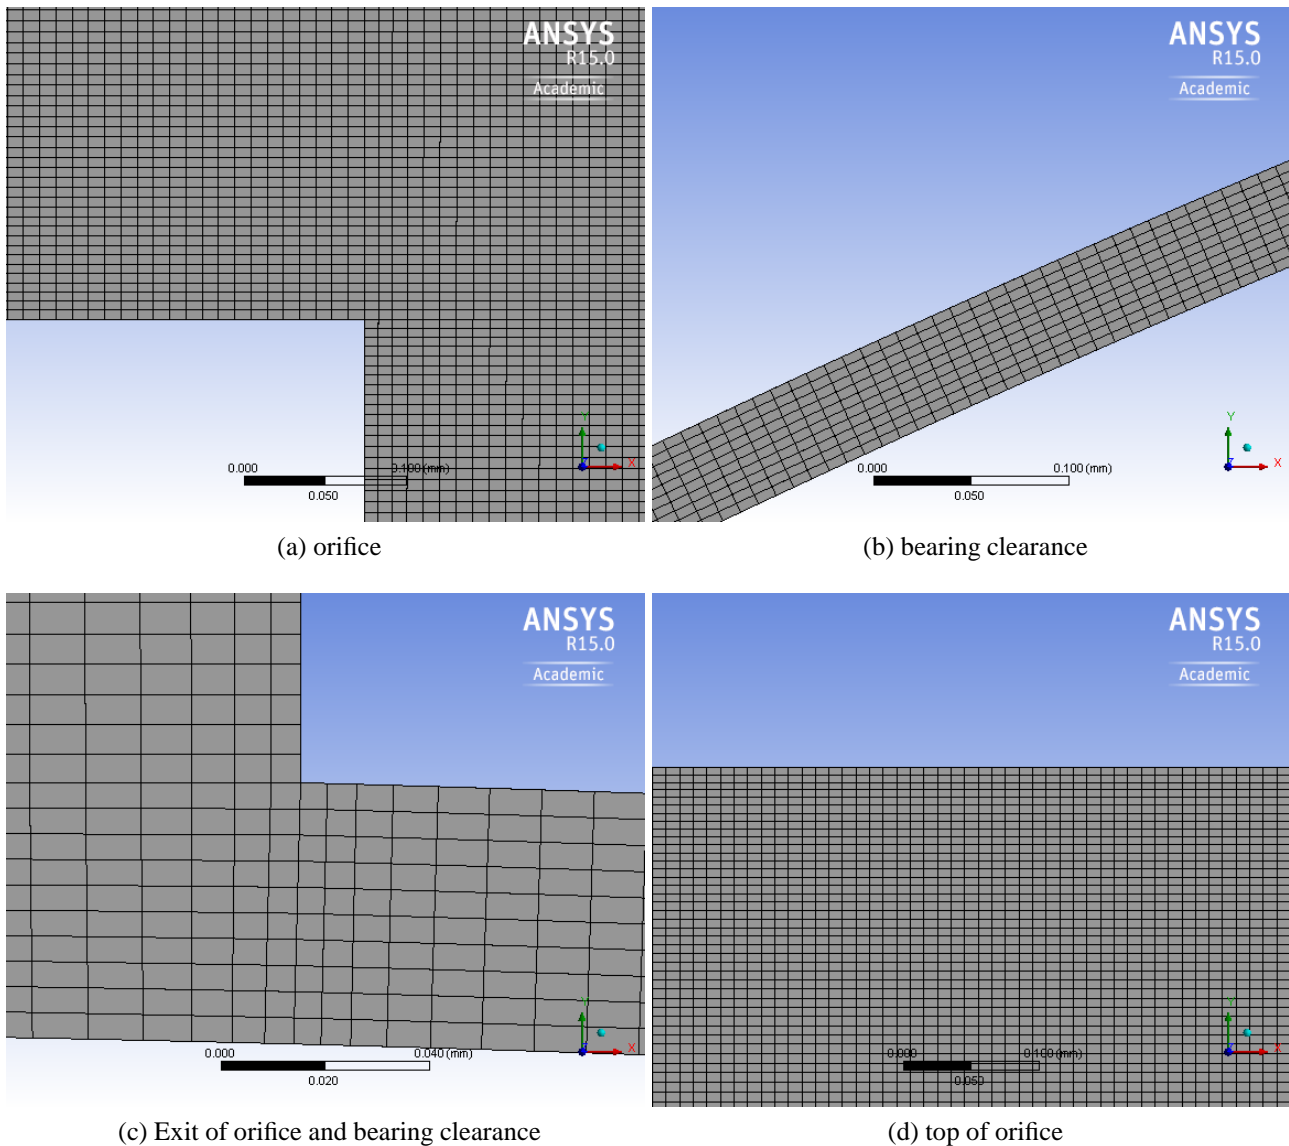 ANSYS
R15.0
Academic
Y
X
Z
0.000
0.100 (mm)
0.050
(a) orifice
ANSYS
R15.0
Academic
Y
X
Z
0.000
0.100 (mm)
0.050
(b) bearing clearance
ANSYS
R15.0
Academic
Y
X
Z
0.000
0.040 (mm)
0.020
(c) Exit of orifice and bearing clearance
ANSYS
R15.0
Academic
Y
X
Z
0.000
0.100 (mm)
0.050
(d) top of orifice